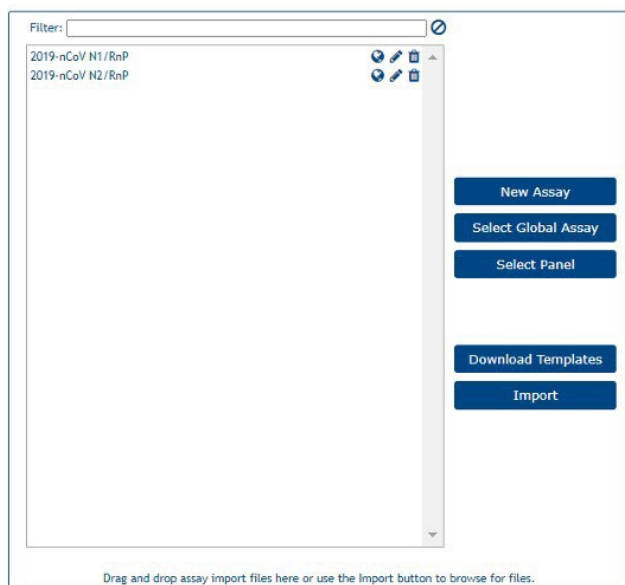 Filter:
2019-nCoV N1/RnP
2019-nCoV N2/RnP
New Assay
Select Global Assay
Select Panel
Download Templates
Import
Drag and drop assay import files here or use the Import button to browse for files.